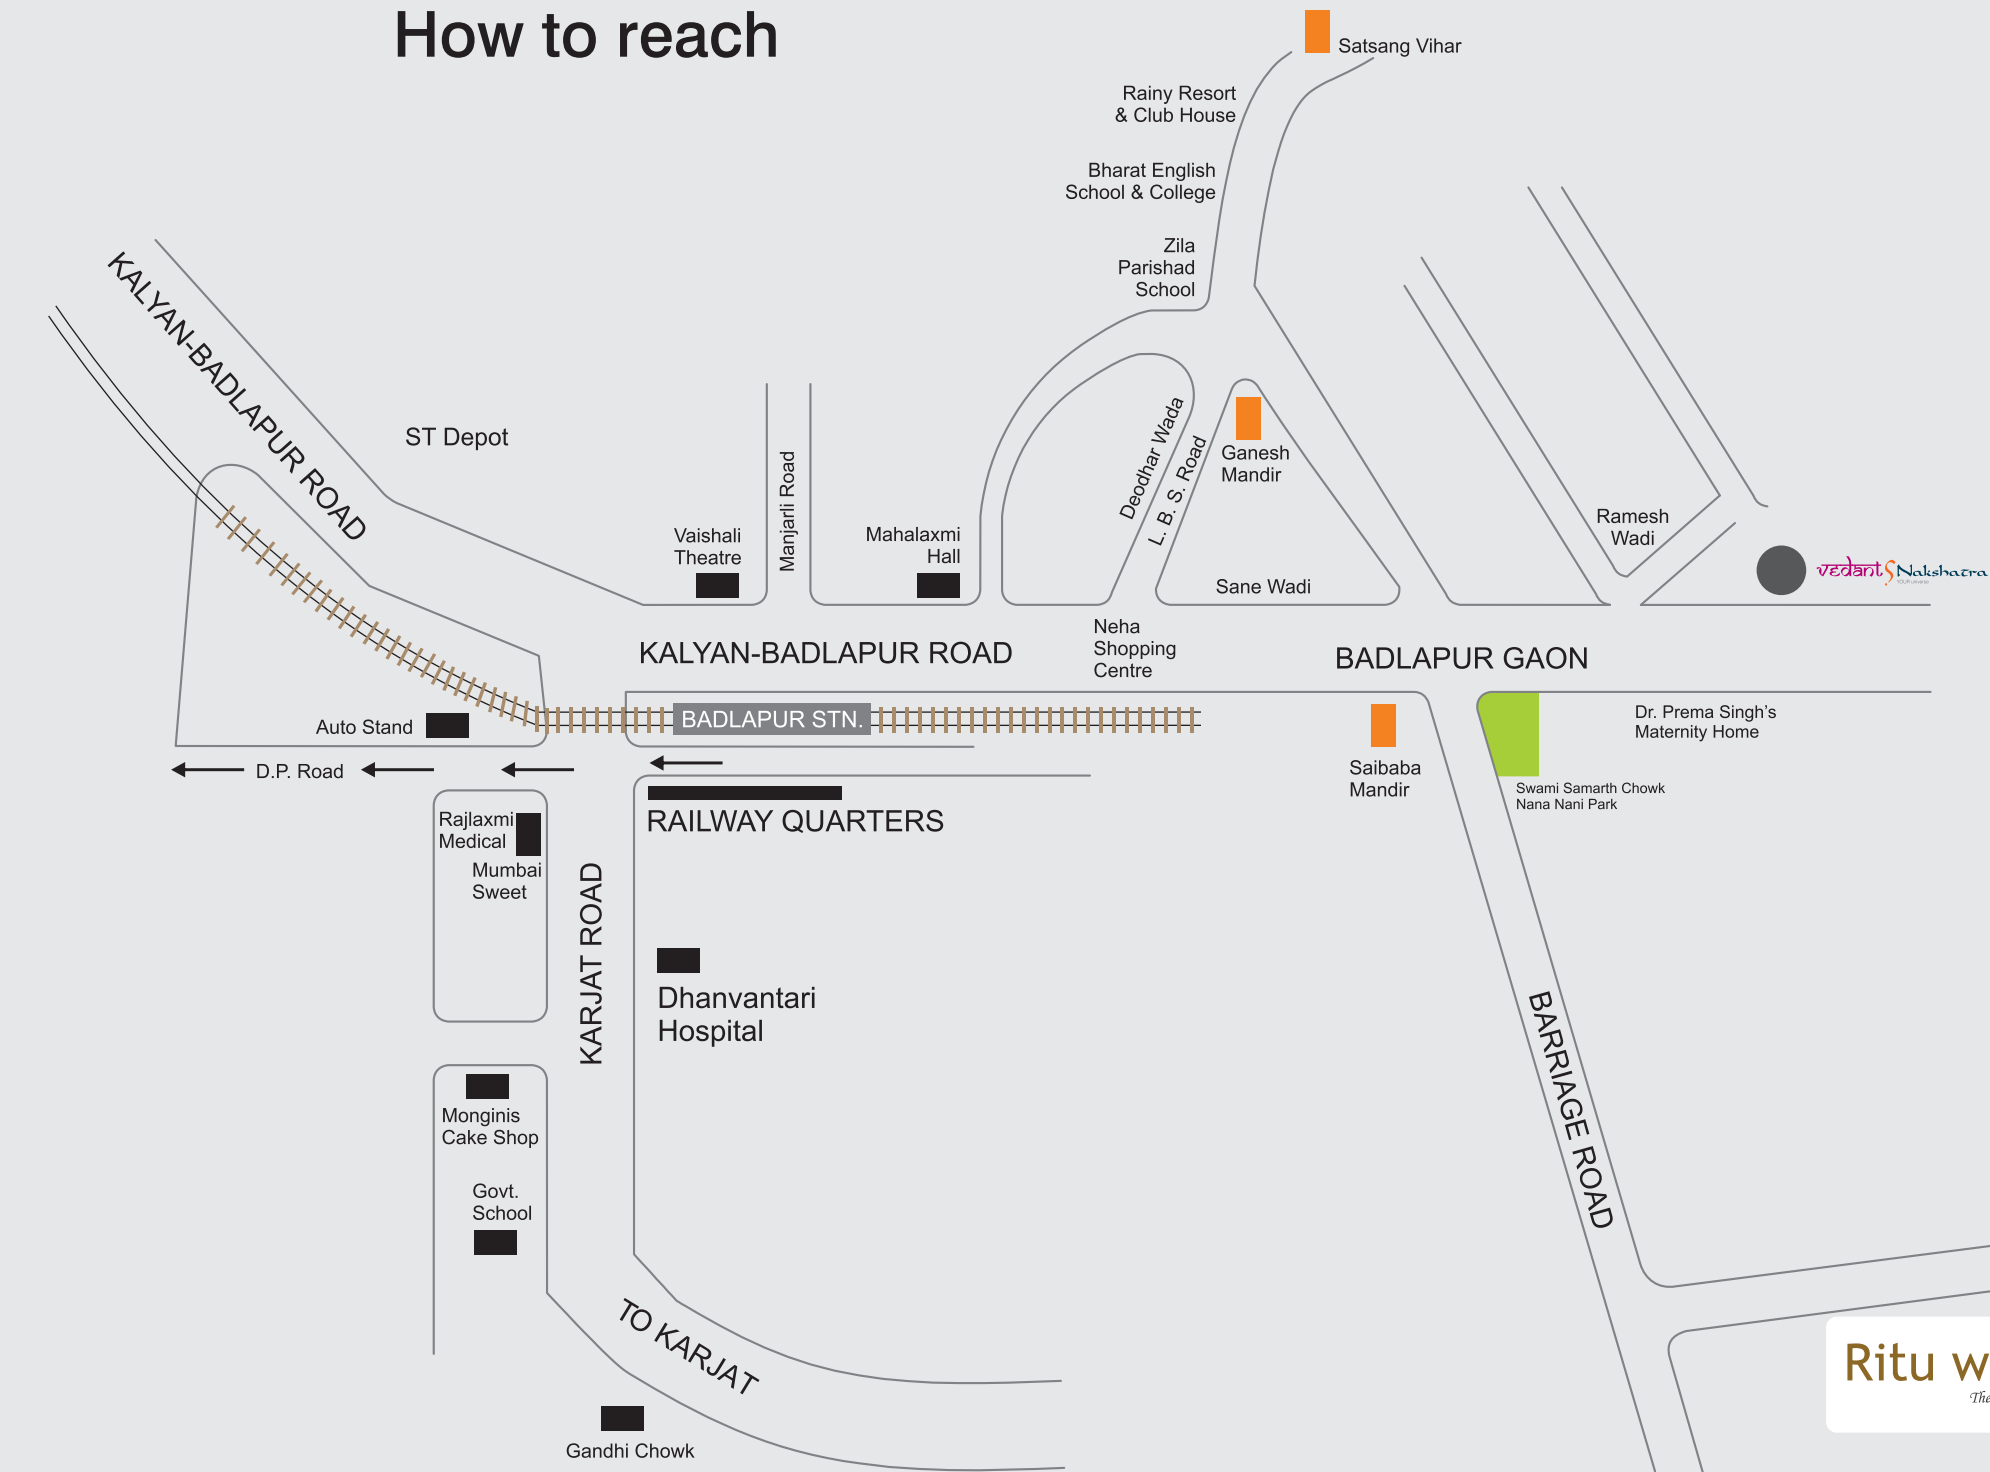 How to reach
Satsang Vihar
Rainy Resort
& Club House
Bharat English
School & College
Zila
Parishad
School
KALYAN-BADLAPUR ROAD
ST Depot
Manjarli Road
Vaishali
Theatre
Mahalaxmi
Hall
Deodhar Wada
L. B. S. Road
Ganesh
Mandir
Sane Wadi
Ramesh
Wadi
vedant Nakshatra
KALYAN-BADLAPUR ROAD
Neha
Shopping
Centre
BADLAPUR GAON
BADLAPUR STN.
Auto Stand
D.P. Road
Saibaba
Mandir
Dr. Prema Singh's
Maternity Home
Swami Samarth Chowk
Nana Nani Park
Rajlaxmi
Medical
Mumbai
Sweet
RAILWAY QUARTERS
KARJAT ROAD
Dhanvantari
Hospital
BARRIAGE ROAD
Monginis
Cake Shop
Govt.
School
TO KARJAT
Gandhi Chowk
Ritu w
The